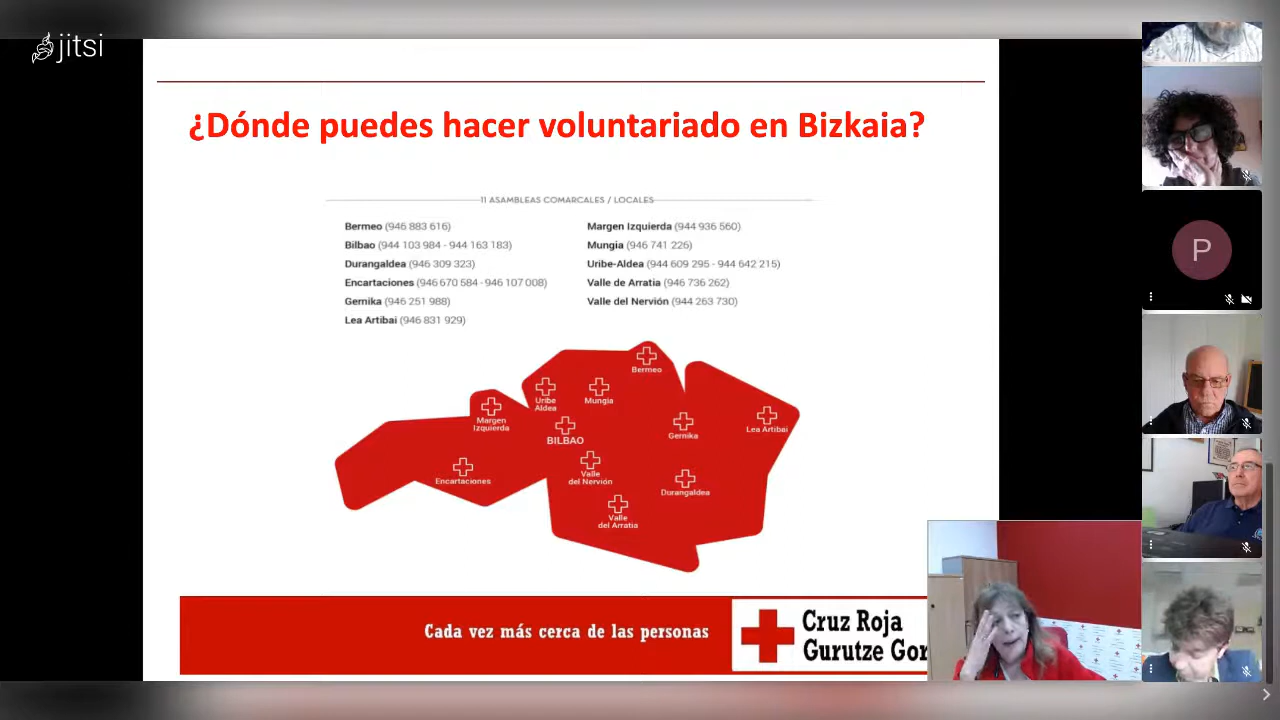 jitsi
¿Dónde puedes hacer voluntariado en Bizkaia?
11 ASAMBLEAS COMARCALES / LOCALES
Bermeo (946 883 616)
Bilbao (944 103 984 - 944 163 183)
Durangaldea (946 309 323)
Encartaciones (946 670 584 - 946 107 008)
Gernika (946 251 988)
Lea Artibai (946 831 929)
Margen Izquierda (944 936 560)
Mungia (946 741 226)
Uribe-Aldea (944 609 295 - 944 642 215)
Valle de Arratia (946 736 262)
Valle del Nervión (944 263 730)
Bermeo
Uribe
Aldea
Mungia
Margen
Izquierda
BILBAO
Gernika
Lea Artibai
Encartaciones
Valle
del Nervión
Durangaldea
Valle
del Arratia
Cada vez más cerca de las personas
Cruz Roja
Gurutze Gor
P